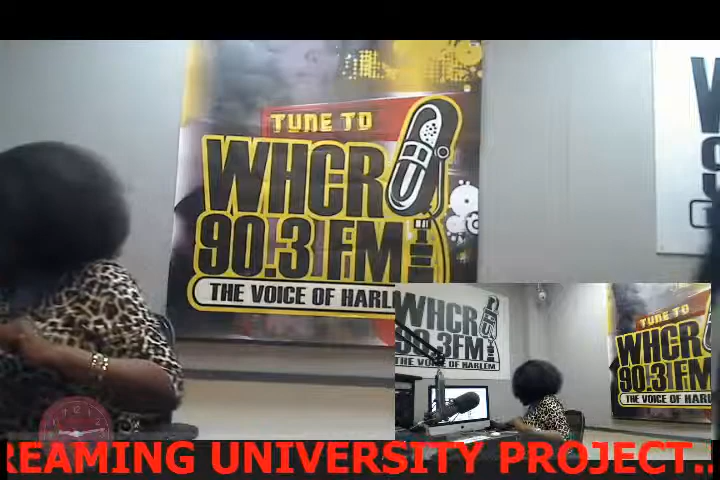 TUNE TO
WHCR
90.3 FM
THE VOICE OF HARL
WHCR
90.3FM
THE VOICE OF HARLEM
TUNE TO
WHCR
90.3 FM
THE VOICE OF HARL
REAMING UNIVERSITY PROJECT..